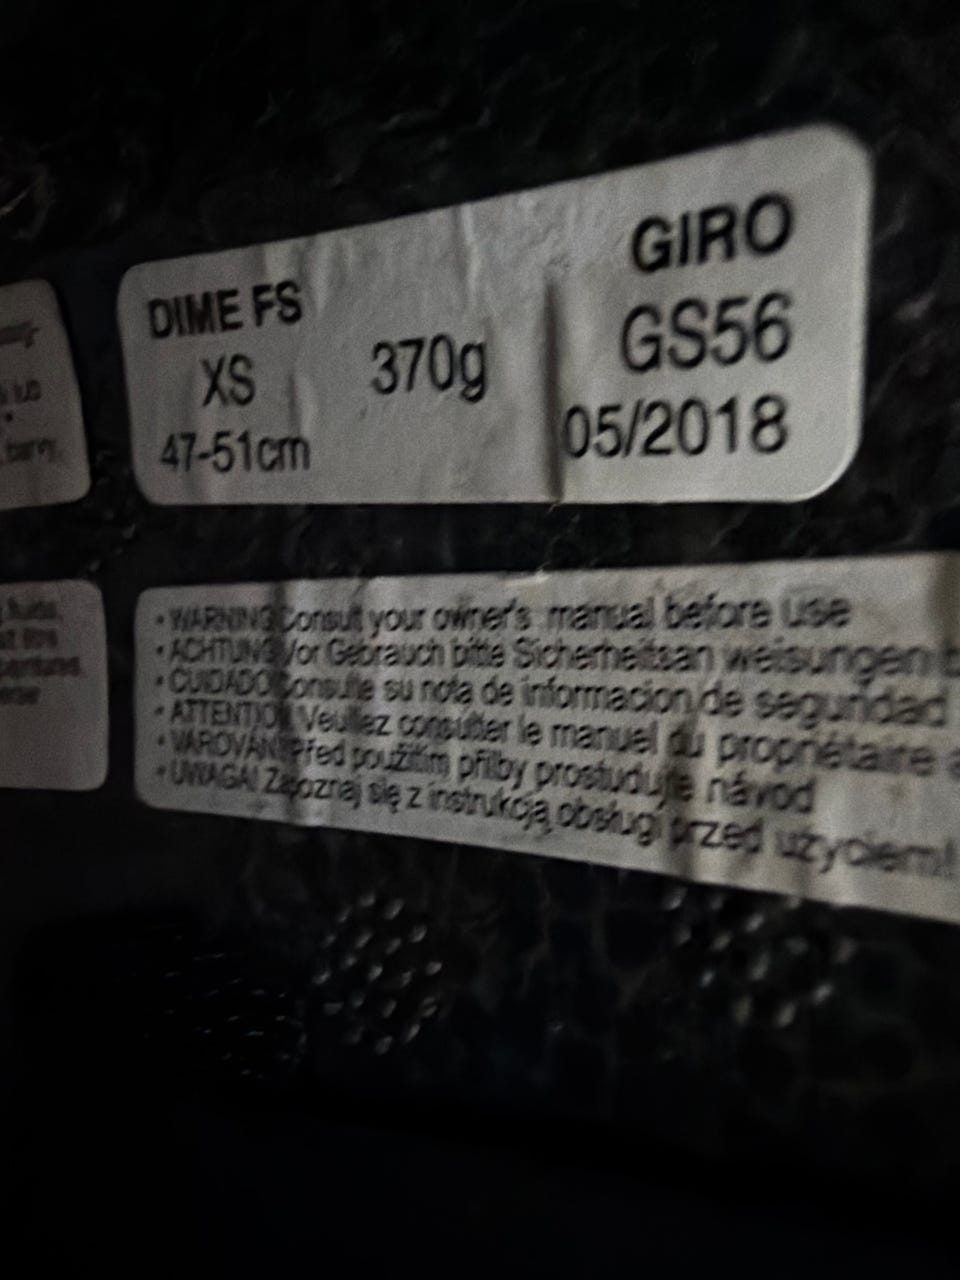 DIME FS
XS
47-51cm
370g
GIRO
GS56
05/2018
lub
barvy,
• WARNING Consult your owner's manual before use
• ACHTUNG Vor Gebrauch bitte Sicherheitsan weisungen
• CUIDADO Consulte su nota de informacion de seguridad
• ATTENTION Veuillez consulter le manuel du propriétaire
• VAROVÁNÍ Před použitím přilby prostudujte návod
• UWAGA! Zapoznaj się z instrukcją obsługi przed użyciem!